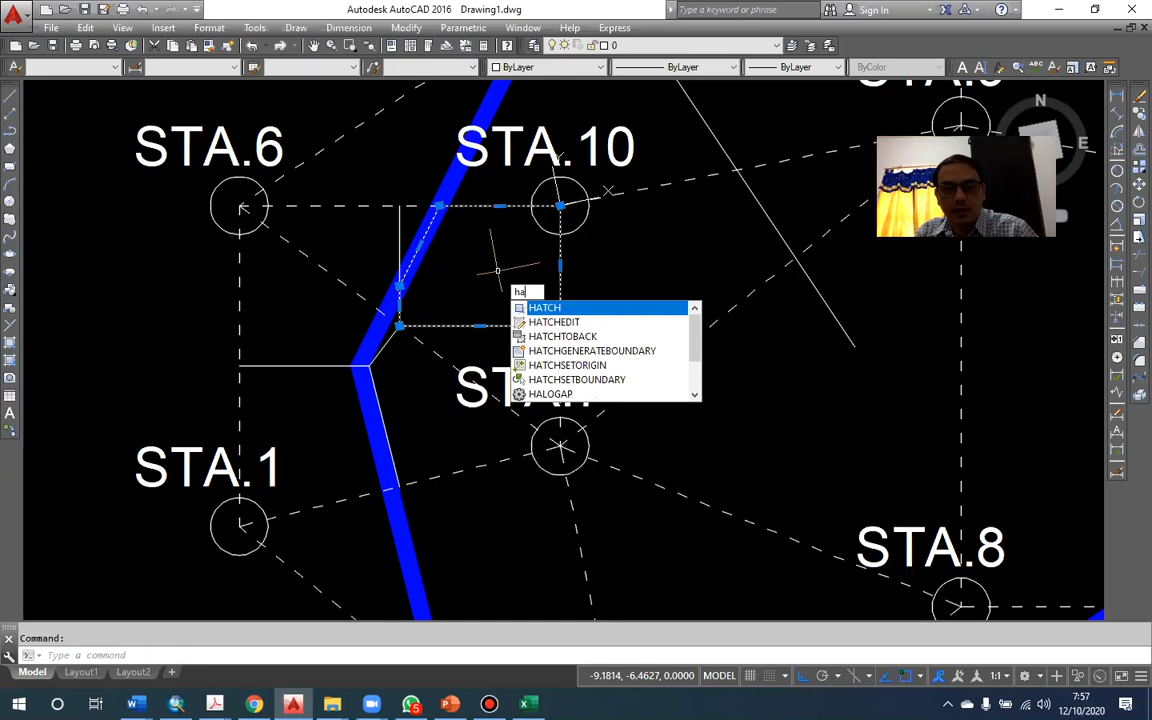 Autodesk AutoCAD 2016 Drawing1.dwg
Type a keyword or phrase
Sign In
File Edit View Insert Format Tools Draw Dimension Modify Parametric Window Help Express
0
ByLayer ByLayer ByLayer ByColor
N
E
STA.6
STA.10
X
ha
HATCH
HATCHEDIT
HATCHTOBACK
HATCHGENERATEBOUNDARY
HATCHSETORIGIN
HATCHSETBOUNDARY
HALOGAP
STA.1
STA.8
Command:
Type a command
Model Layout1 Layout2 +
-9.1814, -6.4627, 0.0000 MODEL 1:1
5
7:57
12/10/2020